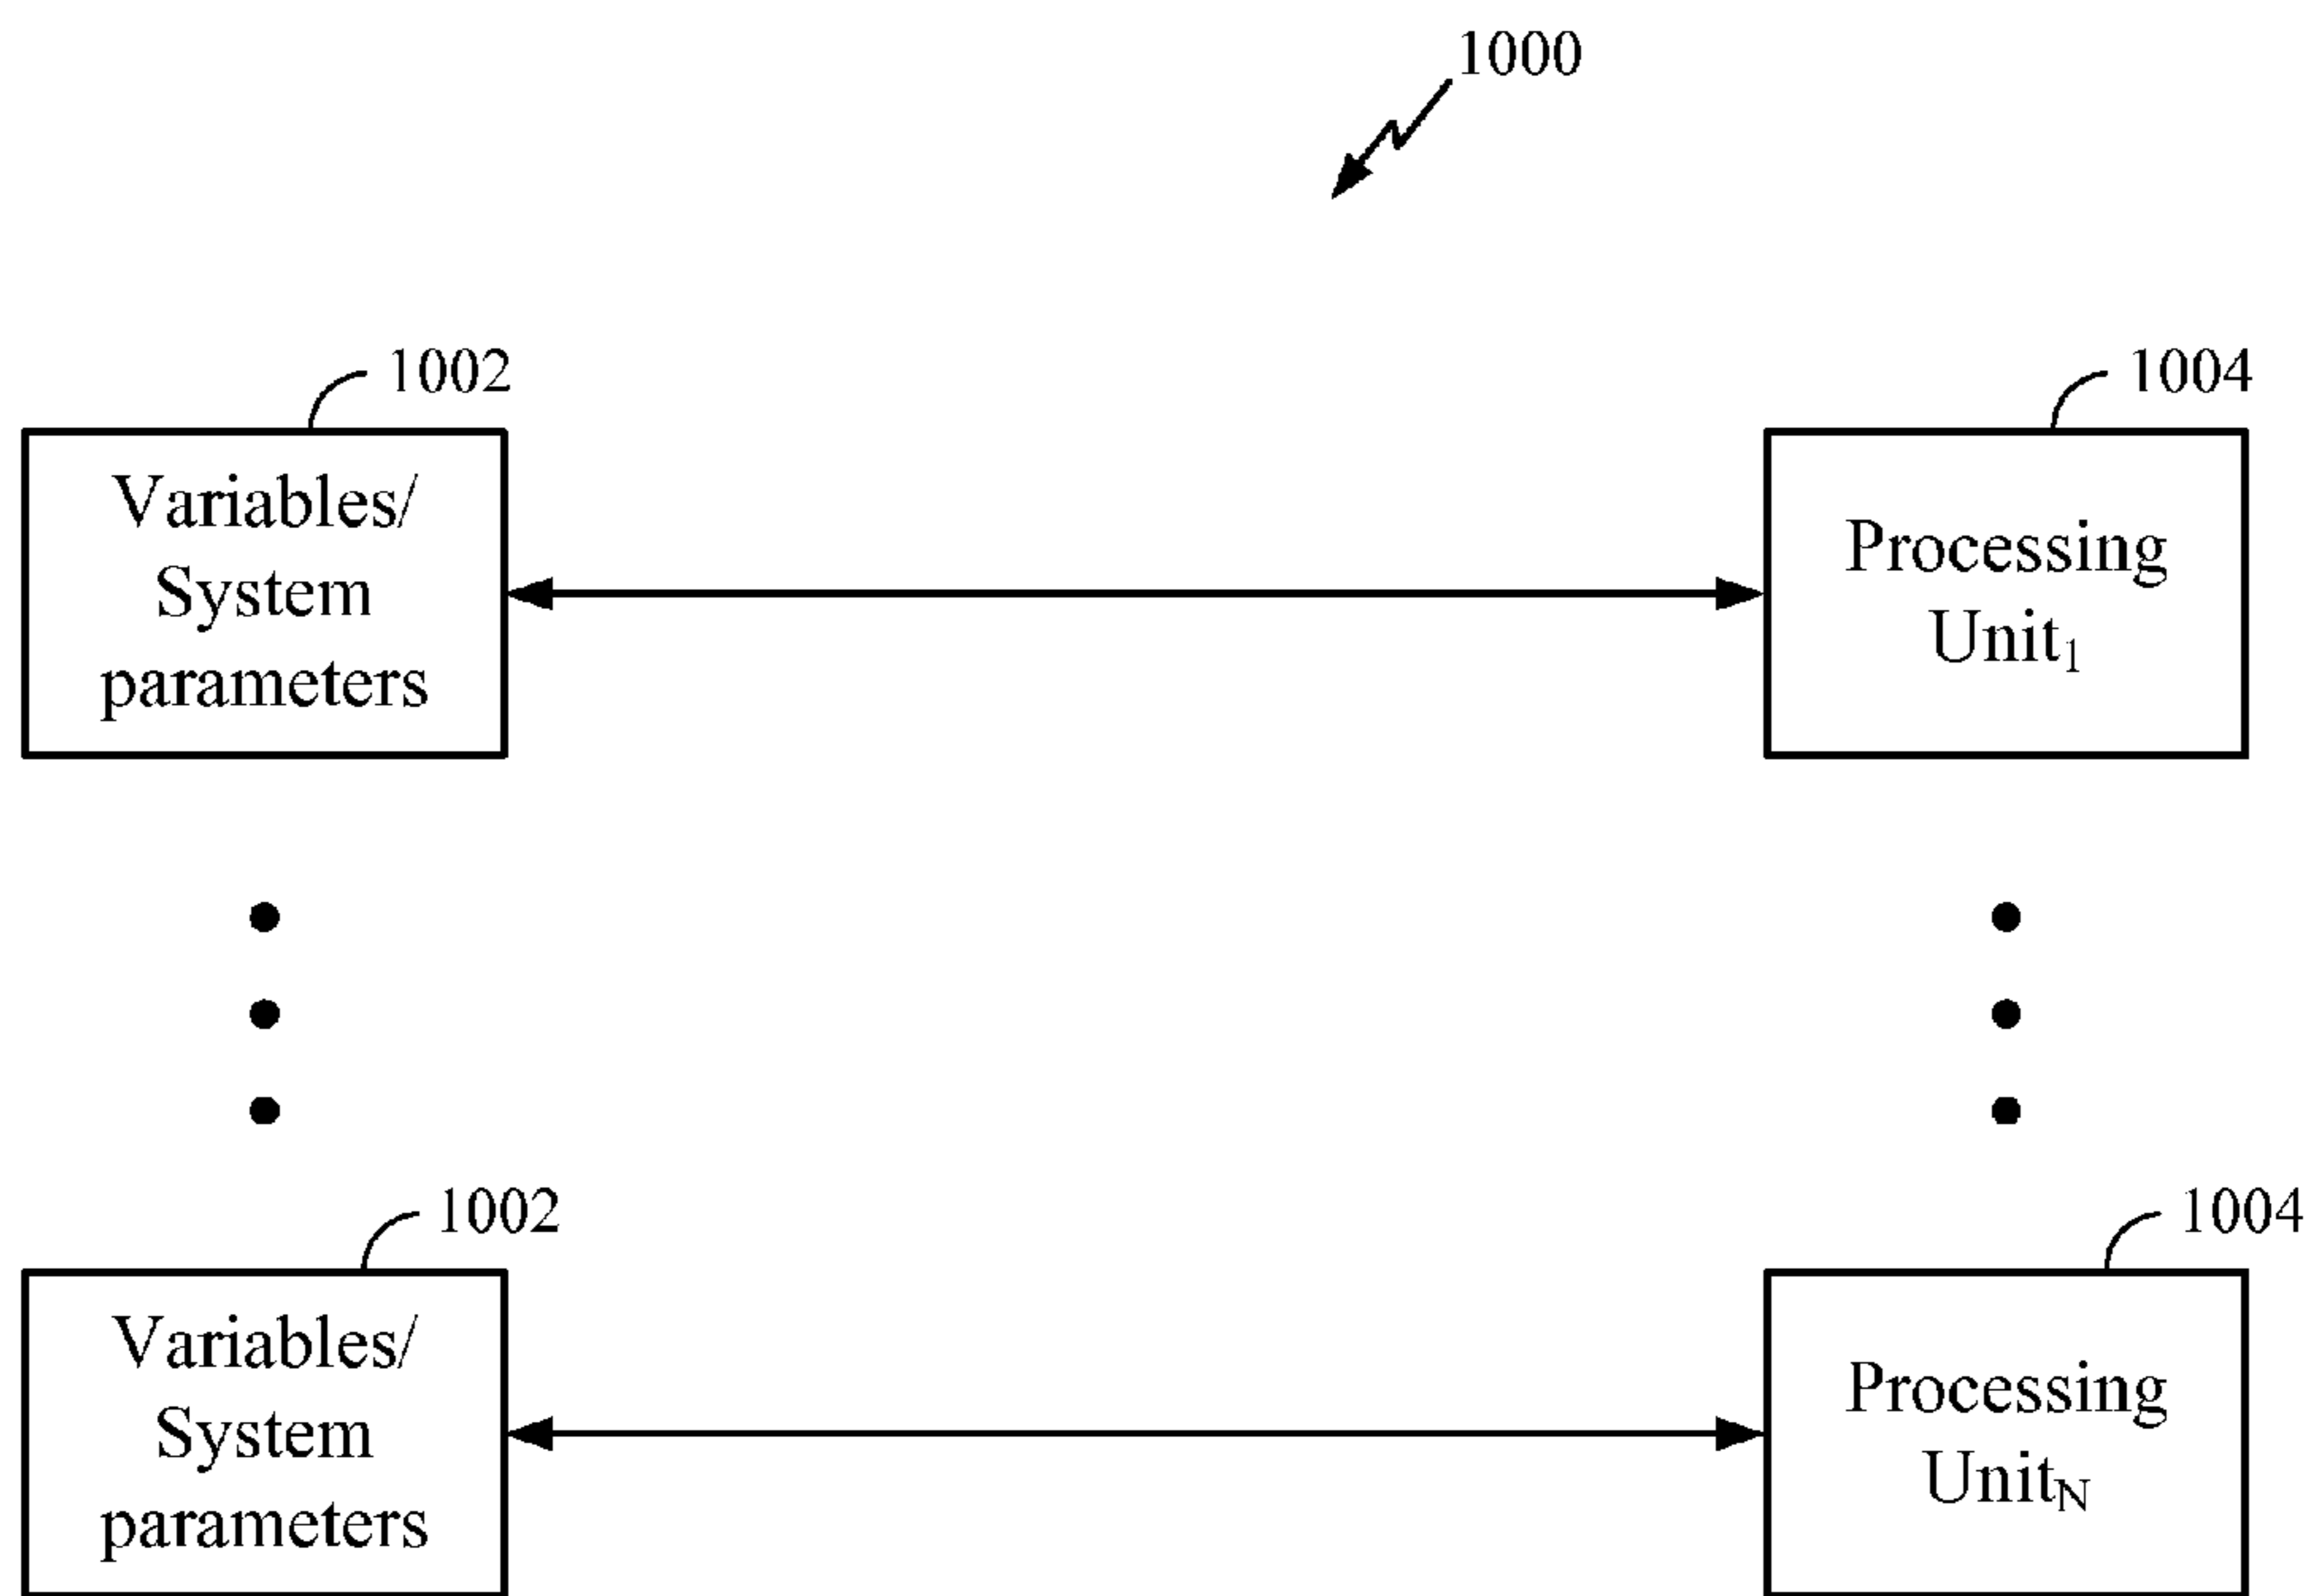 1000
1002
1004
Variables/
System
parameters
Processing
Unit1
1002
1004
Variables/
System
parameters
Processing
UnitN